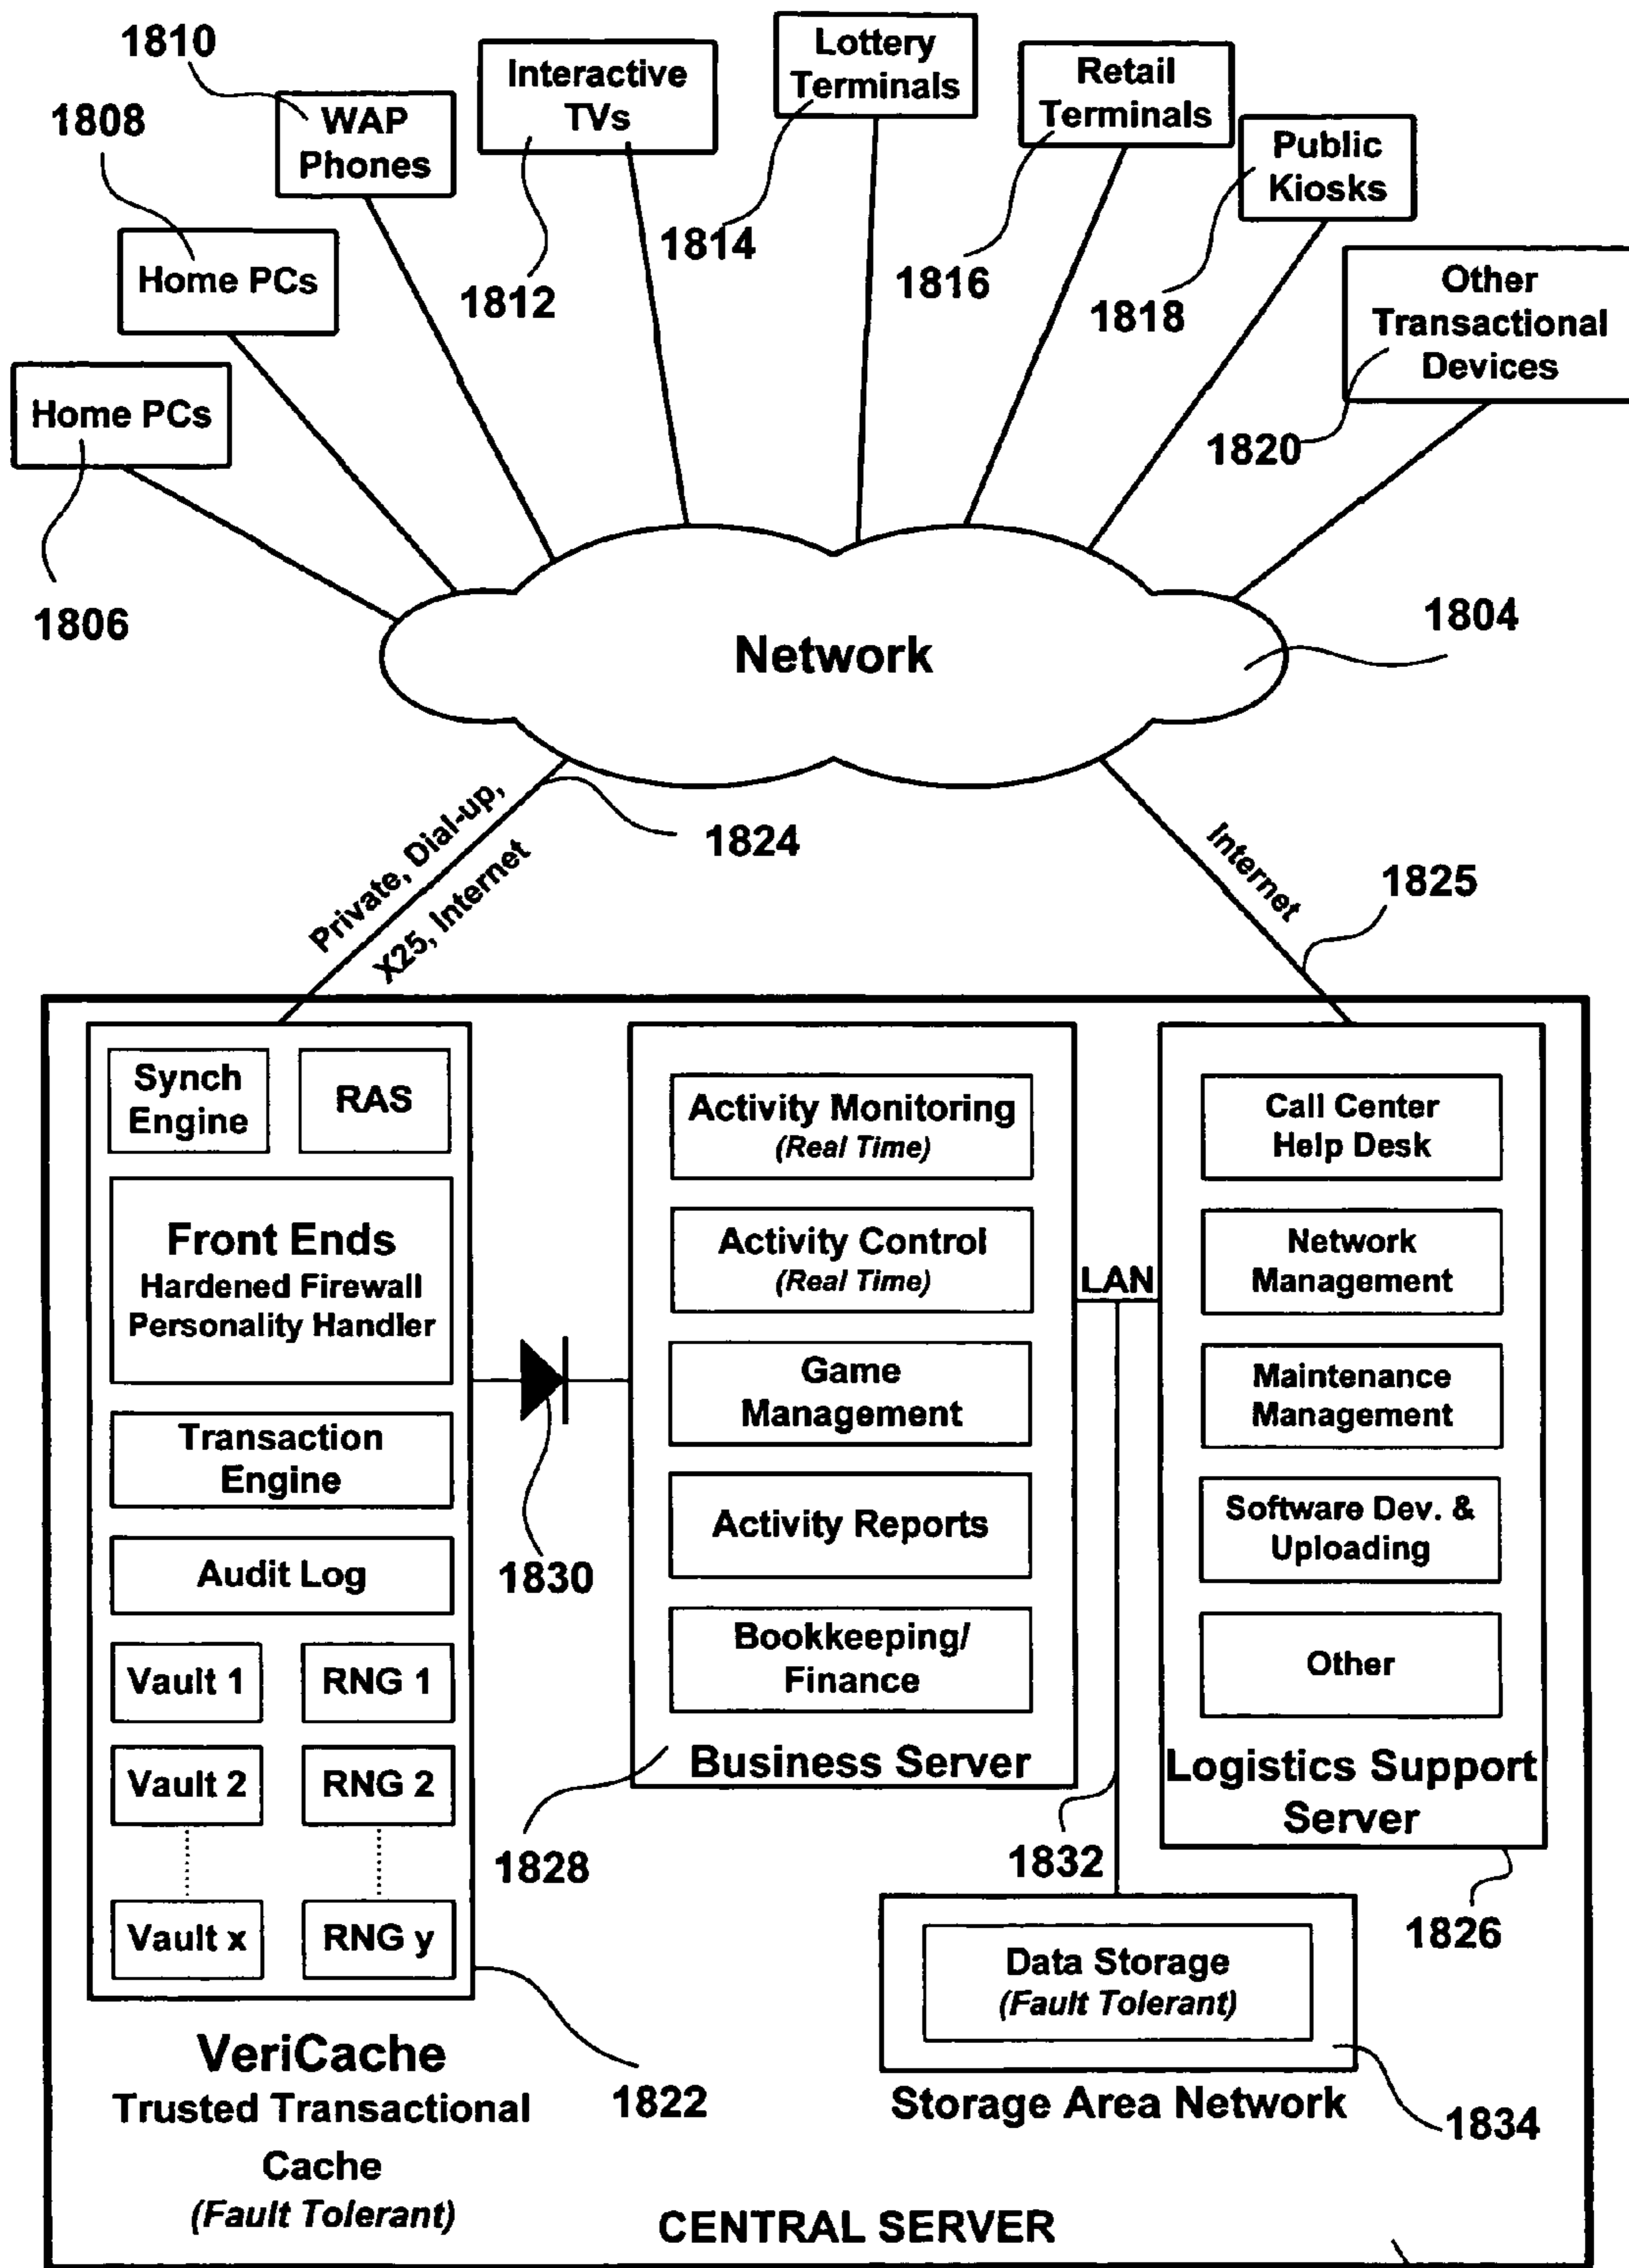 1810
WAP
Phones
Interactive
TVs
Lottery
Terminals
Retail
Terminals
1808
Public
Kiosks
Home PCs
1812
1814
1816
1818
Other
Transactional
Devices
Home PCs
1820
1806
Network
1804
Private, Dial-up,
X25, Internet
1824
Internet
1825
Synch
Engine
RAS
Front Ends
Hardened Firewall
Personality Handler
Transaction
Engine
Audit Log
Vault 1
RNG 1
Vault 2
RNG 2
Vault x
RNG y
VeriCache
Trusted Transactional
Cache
(Fault Tolerant)
1822
1830
Activity Monitoring
(Real Time)
Activity Control
(Real Time)
Game
Management
Activity Reports
Bookkeeping/
Finance
Business Server
1828
LAN
1832
Call Center
Help Desk
Network
Management
Maintenance
Management
Software Dev. &
Uploading
Other
Logistics Support
Server
1826
Data Storage
(Fault Tolerant)
Storage Area Network
1834
CENTRAL SERVER